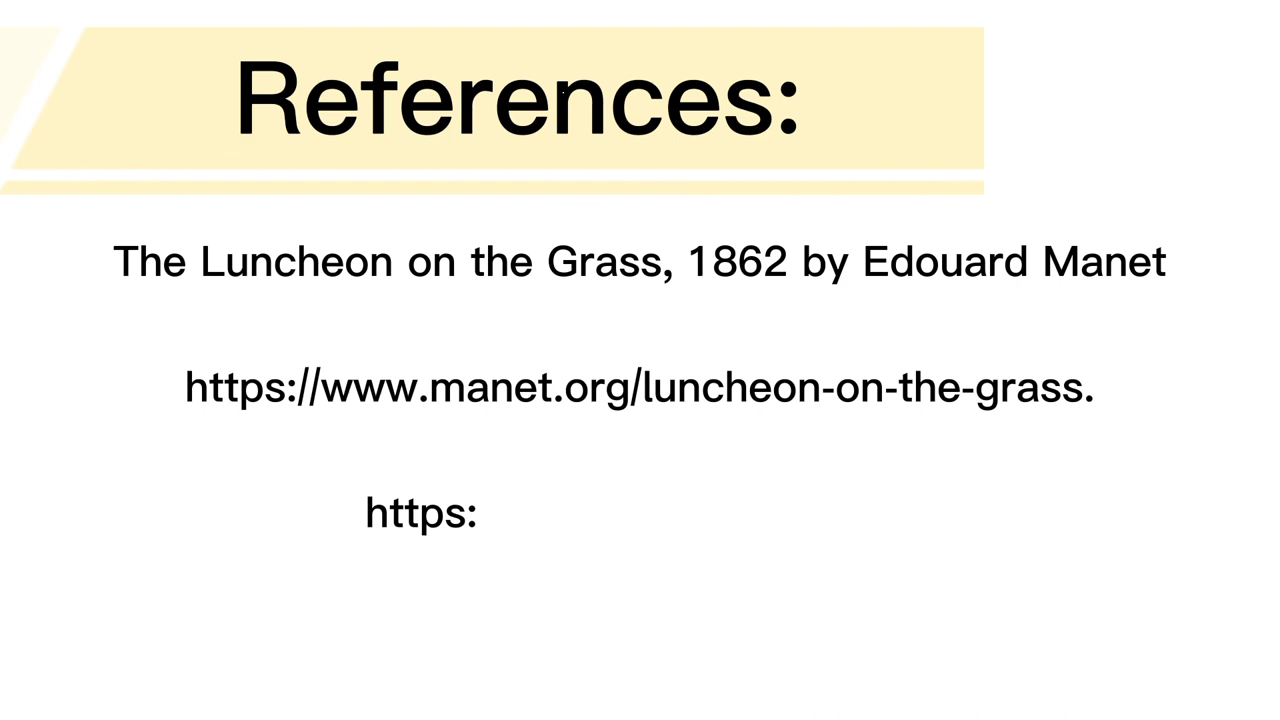 References:
The Luncheon on the Grass, 1862 by Edouard Manet
https://www.manet.org/luncheon-on-the-grass.
https: